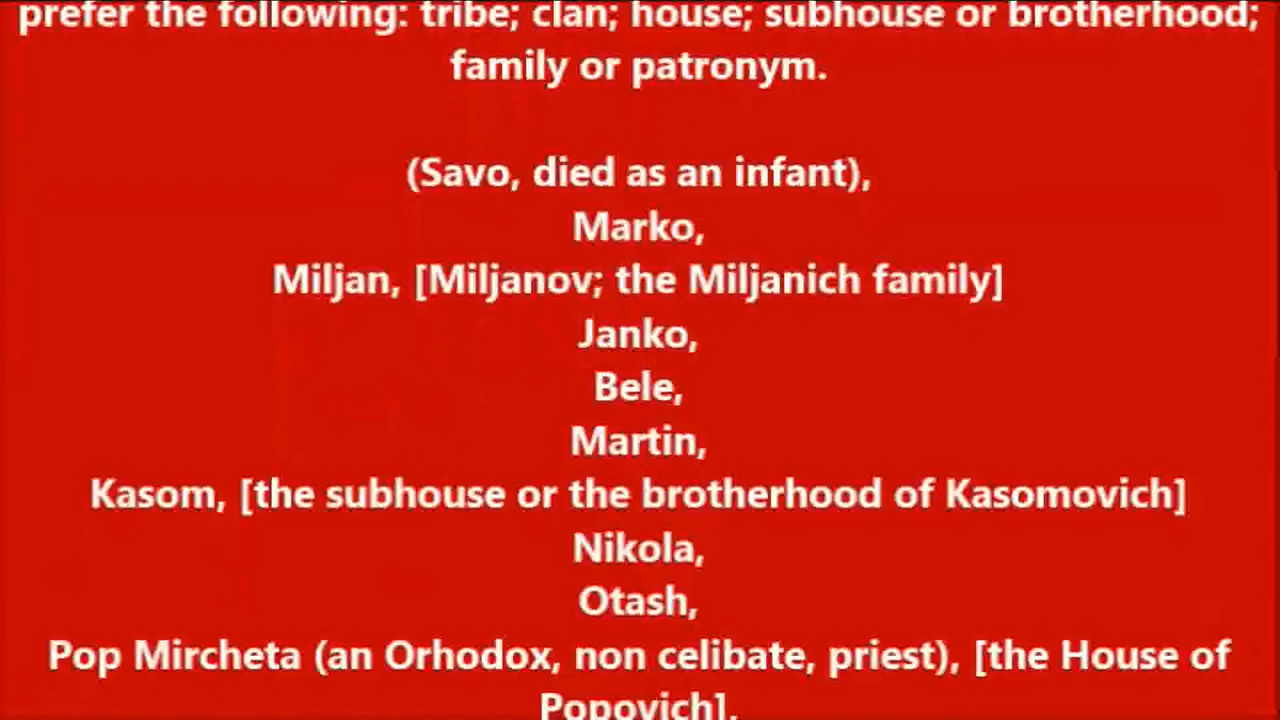 prefer the following: tribe; clan; house; subhouse or brotherhood;
family or patronym.
(Savo, died as an infant),
Marko,
Miljan, [Miljanov; the Miljanich family]
Janko,
Bele,
Martin,
Kasom, [the subhouse or the brotherhood of Kasomovich]
Nikola,
Otash,
Pop Mircheta (an Orhodox, non celibate, priest), [the House of
Popovich],